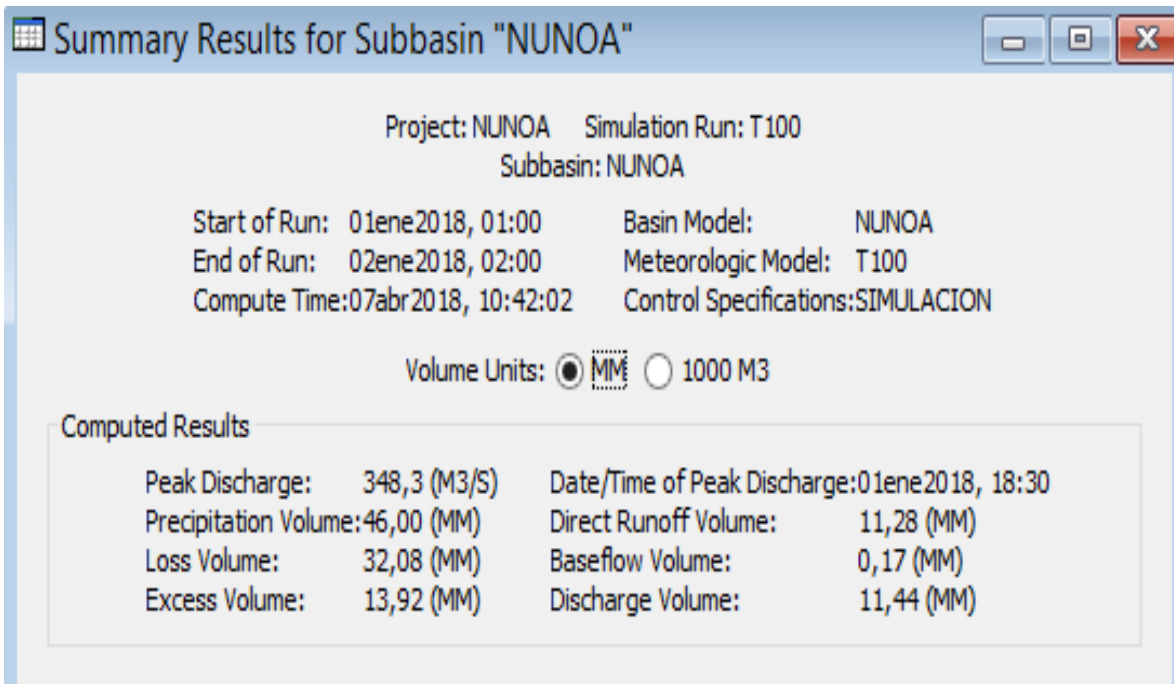 Summary Results for Subbasin "NUNOA"
Project: NUNOA Simulation Run: T100
Subbasin: NUNOA
Start of Run: 01ene2018, 01:00 Basin Model: NUNOA
End of Run: 02ene2018, 02:00 Meteorologic Model: T100
Compute Time:07abr2018, 10:42:02 Control Specifications:SIMULACION
Volume Units: MM 1000 M3
Computed Results
Peak Discharge: 348,3 (M3/S) Date/Time of Peak Discharge:01ene2018, 18:30
Precipitation Volume:46,00 (MM) Direct Runoff Volume: 11,28 (MM)
Loss Volume: 32,08 (MM) Baseflow Volume: 0,17 (MM)
Excess Volume: 13,92 (MM) Discharge Volume: 11,44 (MM)